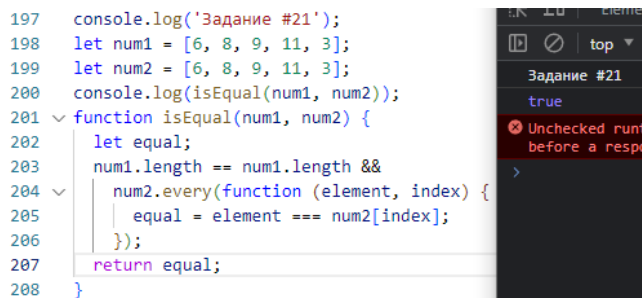 197 console.log('Задание #21');
198 let num1 = [6, 8, 9, 11, 3];
199 let num2 = [6, 8, 9, 11, 3];
200 console.log(isEqual(num1, num2));
201 function isEqual(num1, num2) {
202 let equal;
203 num1.length == num1.length &&
204 num2.every(function (element, index) {
205 equal = element === num2[index];
206 });
207 return equal;
208 }
top
Задание #21
true
Unchecked
before a